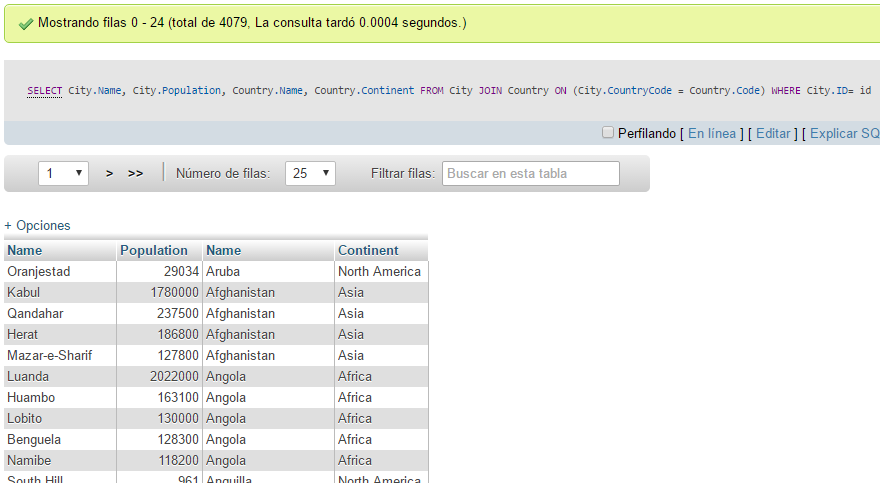 Mostrando filas 0 - 24 (total de 4079, La consulta tardó 0.0004 segundos.)
SELECT City.Name, City.Population, Country.Name, Country.Continent FROM City JOIN Country ON (City.CountryCode = Country.Code) WHERE City.ID= id
Perfilando [ En línea ] [ Editar ] [ Explicar SQ
1 > >> Número de filas: 25 Filtrar filas: Buscar en esta tabla
+ Opciones
Name Population Name Continent
Oranjestad 29034 Aruba North America
Kabul 1780000 Afghanistan Asia
Qandahar 237500 Afghanistan Asia
Herat 186800 Afghanistan Asia
Mazar-e-Sharif 127800 Afghanistan Asia
Luanda 2022000 Angola Africa
Huambo 163100 Angola Africa
Lobito 130000 Angola Africa
Benguela 128300 Angola Africa
Namibe 118200 Angola Africa
South Hill 961 Anguilla North America